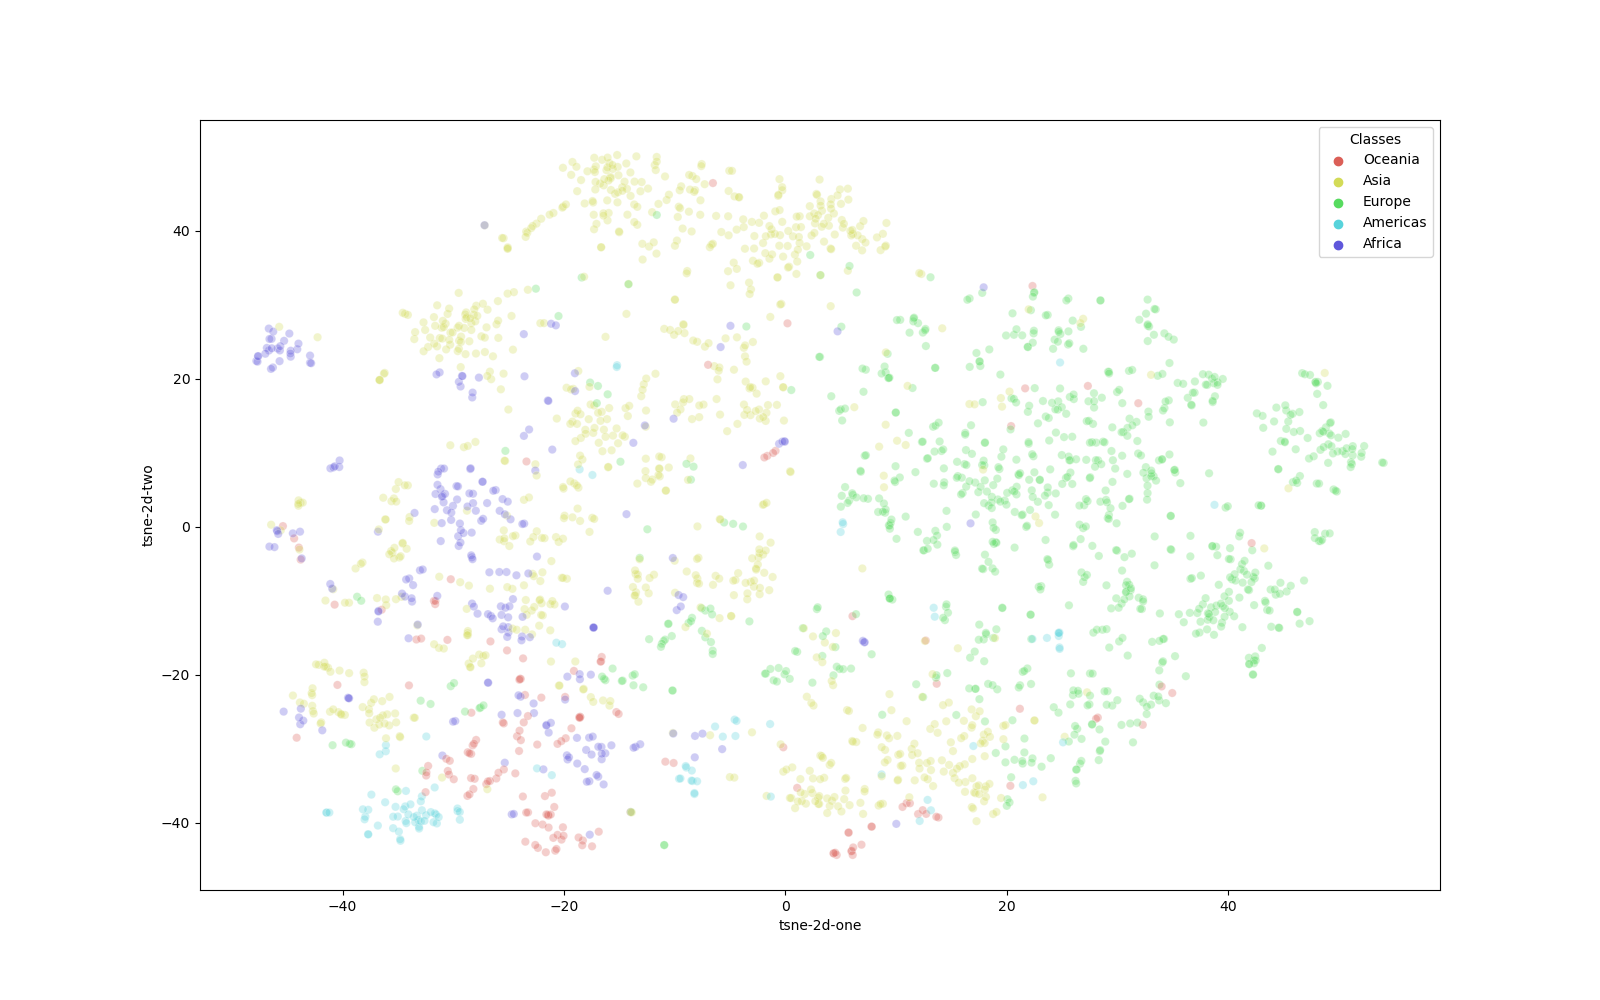 Classes
Oceania
Asia
Europe
Americas
Africa
40
20
0
−20
−40
tsne-2d-two
−40
−20
0
20
40
tsne-2d-one